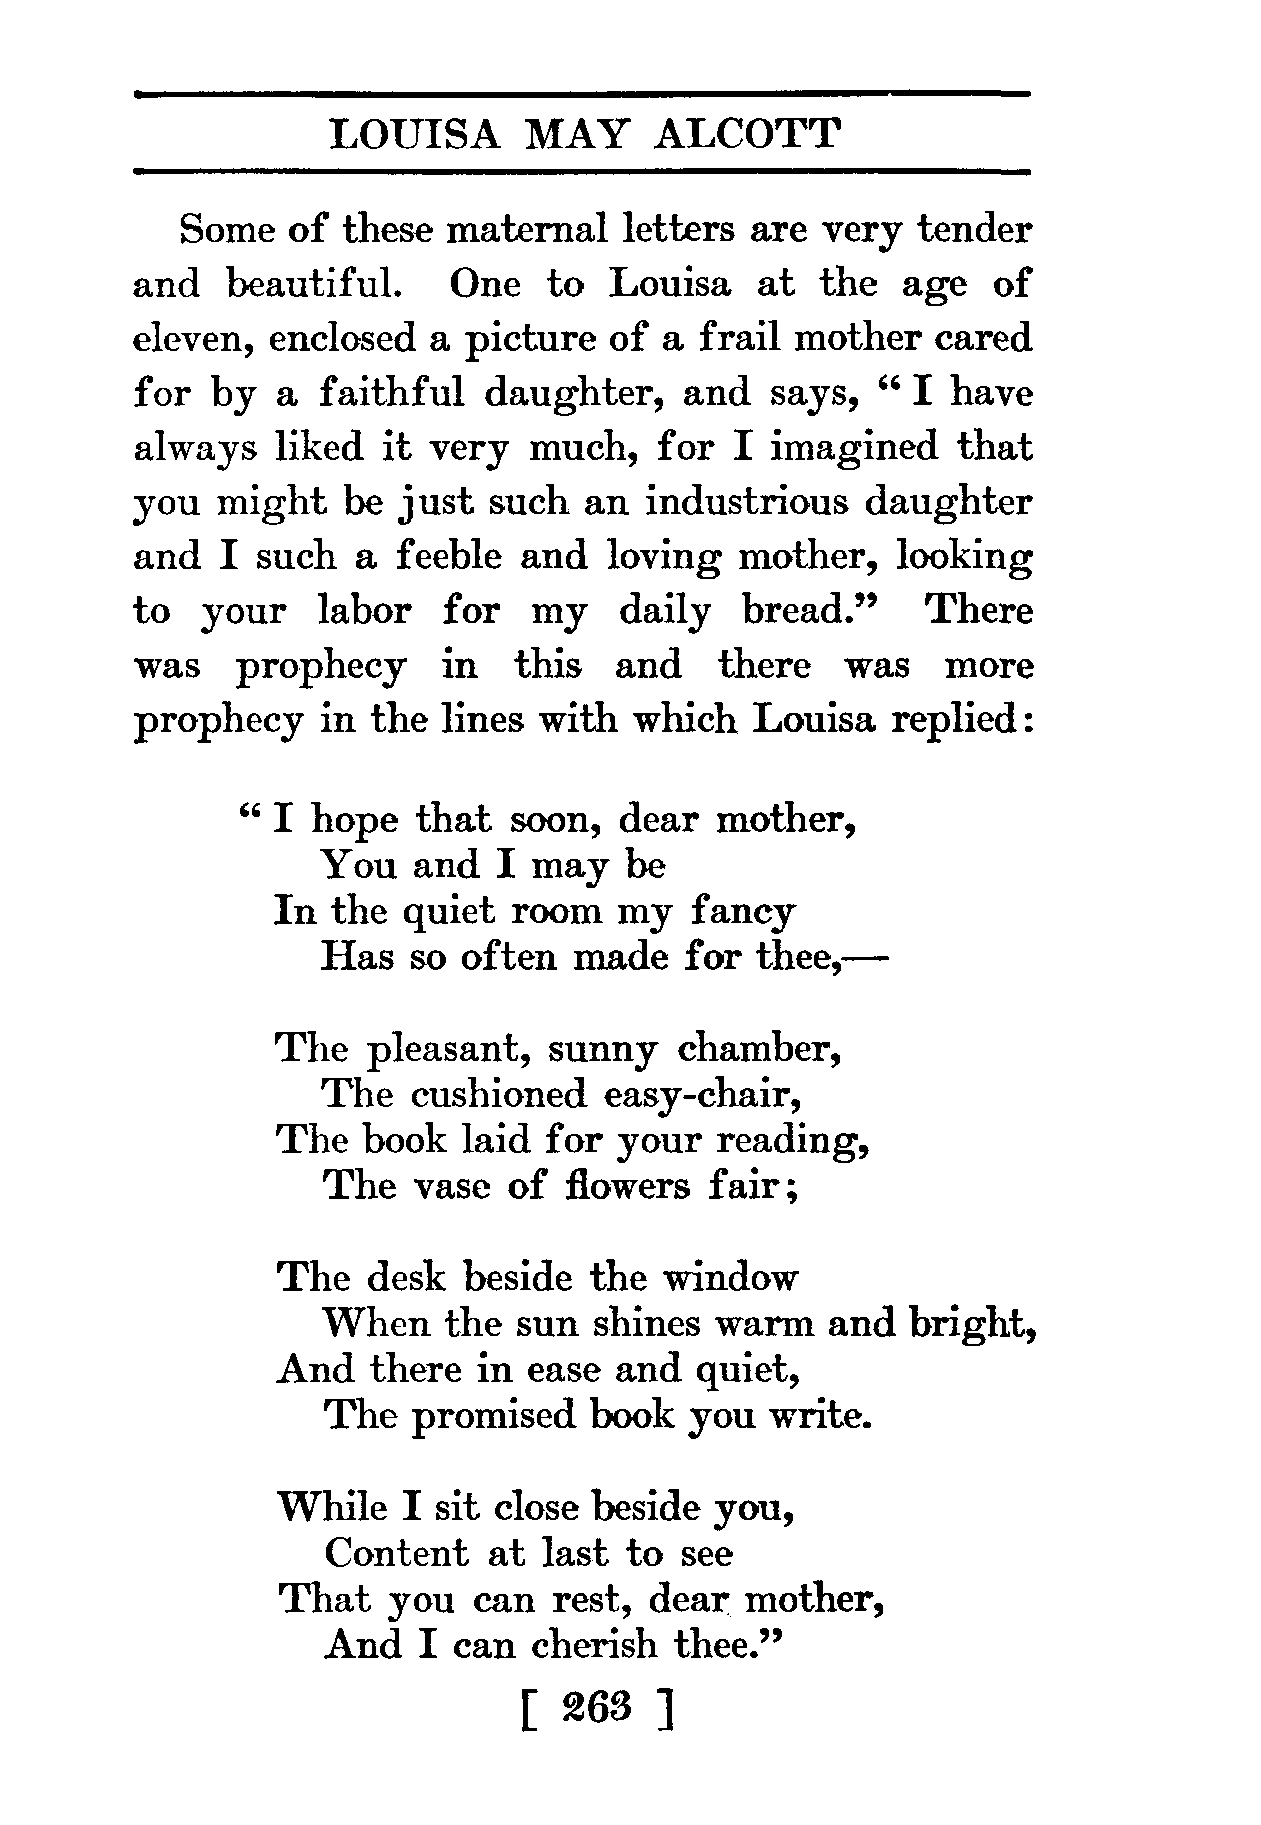 LOUISA MAY ALCOTT
Some of these maternal letters are very tender
and beautiful. One to Louisa at the age of
eleven, enclosed a picture of a frail mother cared
for by a faithful daughter, and says, “ I have
always liked it very much, for I imagined that
you might be just such an industrious daughter
and I such a feeble and loving mother, looking
to your labor for my daily bread.” There
was prophecy in this and there was more
prophecy in the lines with which Louisa replied:
“ I hope that soon, dear mother,
You and I may be
In the quiet room my fancy
Has so often made for thee,—
The pleasant, sunny chamber,
The cushioned easy-chair,
The book laid for your reading,
The vase of flowers fair;
The desk beside the window
When the sun shines warm and bright,
And there in ease and quiet,
The promised book you write.
While I sit close beside you,
Content at last to see
That you can rest, dear mother,
And I can cherish thee.”
[ 263 ]